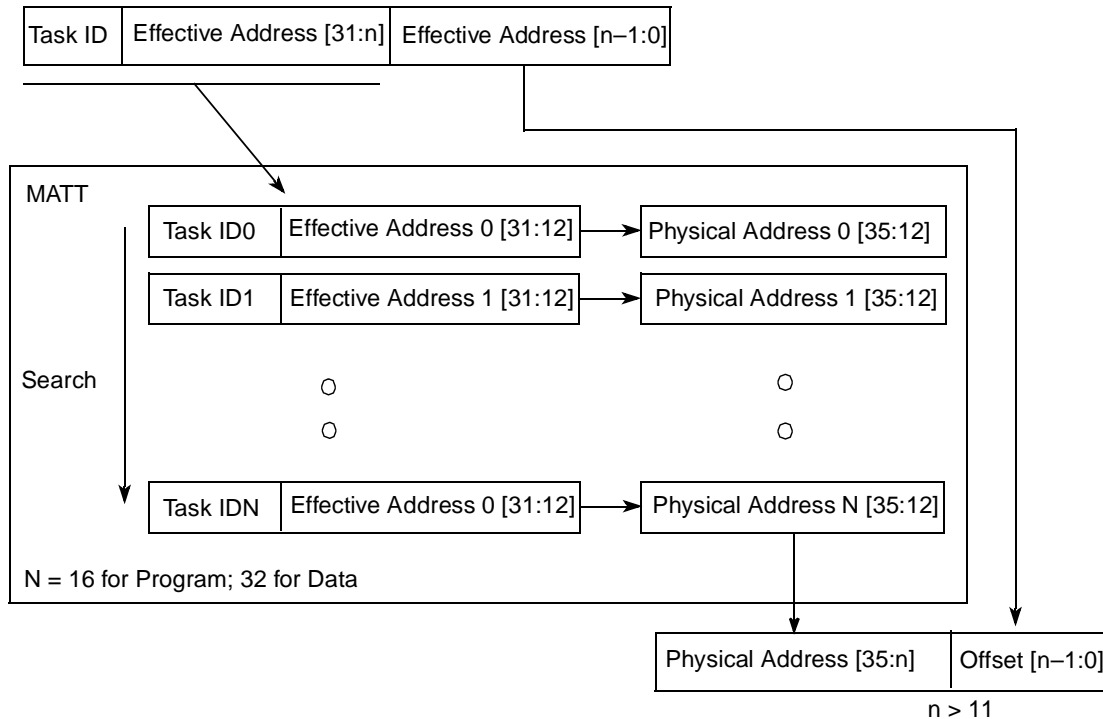 Task ID Effective Address [31:n] Effective Address [n–1:0]
MATT
Task ID0 Effective Address 0 [31:12] Physical Address 0 [35:12]
Task ID1 Effective Address 1 [31:12] Physical Address 1 [35:12]
Search
Task IDN Effective Address 0 [31:12] Physical Address N [35:12]
N = 16 for Program; 32 for Data
Physical Address [35:n] Offset [n–1:0]
n > 11